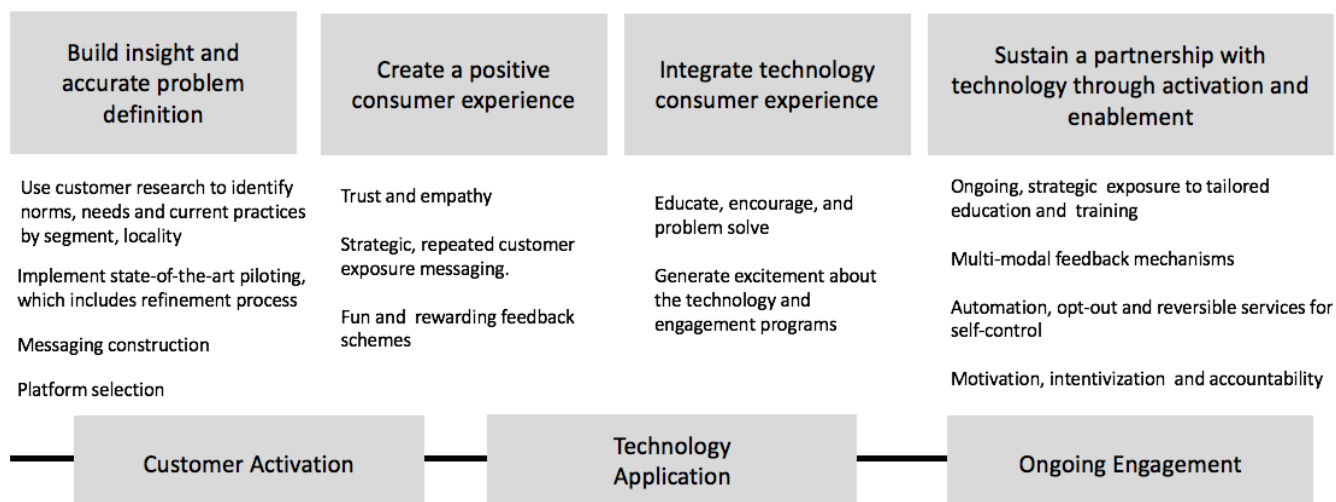 Build insight and
accurate problem
definition
Use customer research to identify
norms, needs and current practices
by segment, locality
Implement state-of-the-art piloting,
which includes refinement process
Messaging construction
Platform selection
Create a positive
consumer experience
Trust and empathy
Strategic, repeated customer
exposure messaging.
Fun and rewarding feedback
schemes
Integrate technology
consumer experience
Educate, encourage, and
problem solve
Generate excitement about
the technology and
engagement programs
Sustain a partnership with
technology through activation and
enablement
Ongoing, strategic exposure to tailored
education and training
Multi-modal feedback mechanisms
Automation, opt-out and reversible services for
self-control
Motivation, intentivization and accountability
Customer Activation
Technology
Application
Ongoing Engagement